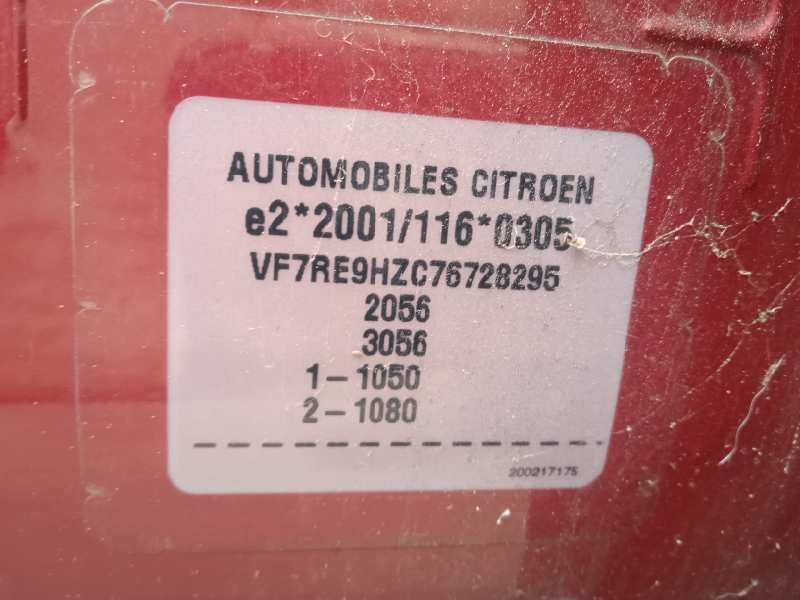 AUTOMOBILES CITROEN
e2*2001/116*0305
VF7RE9HZC76728295
2056
3056
1-1050
2-1080
200217175